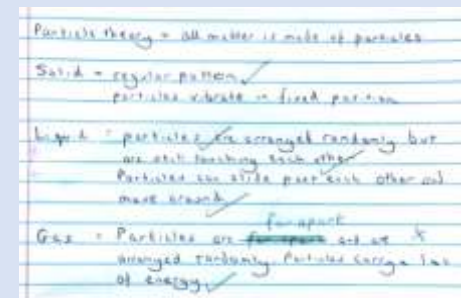 Particle theory = all matter is made of particles
Solid = regular pattern
particles vibrate in fixed position
Liquid = particles are arranged randomly but
are still touching each other
Particles can slide past each other and
move around
far apart
Gas = Particles are far apart and are
arranged randomly. Particles carry a lot
of energy